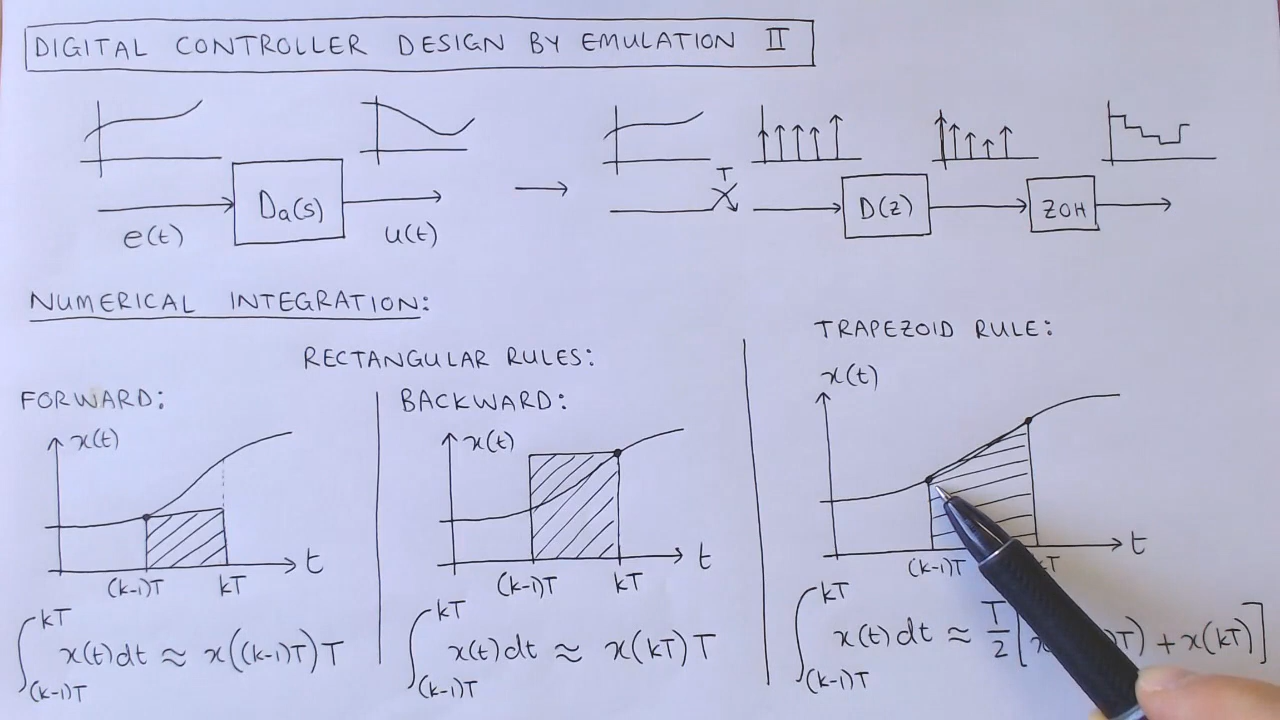 DIGITAL CONTROLLER DESIGN BY EMULATION II
Da(s)
e(t)
u(t)
T
D(z)
ZOH
NUMERICAL INTEGRATION:
RECTANGULAR RULES:
TRAPEZOID RULE:
FORWARD:
x(t)
(k-1)T kT t
∫ kT (k-1)T x(t)dt ≈ x((k-1)T)T
BACKWARD:
x(t)
(k-1)T kT t
∫ kT (k-1)T x(t)dt ≈ x(kT)T
x(t)
(k-1)T kT t
∫ kT (k-1)T x(t)dt ≈ T/2 [x T) + x(kT)]